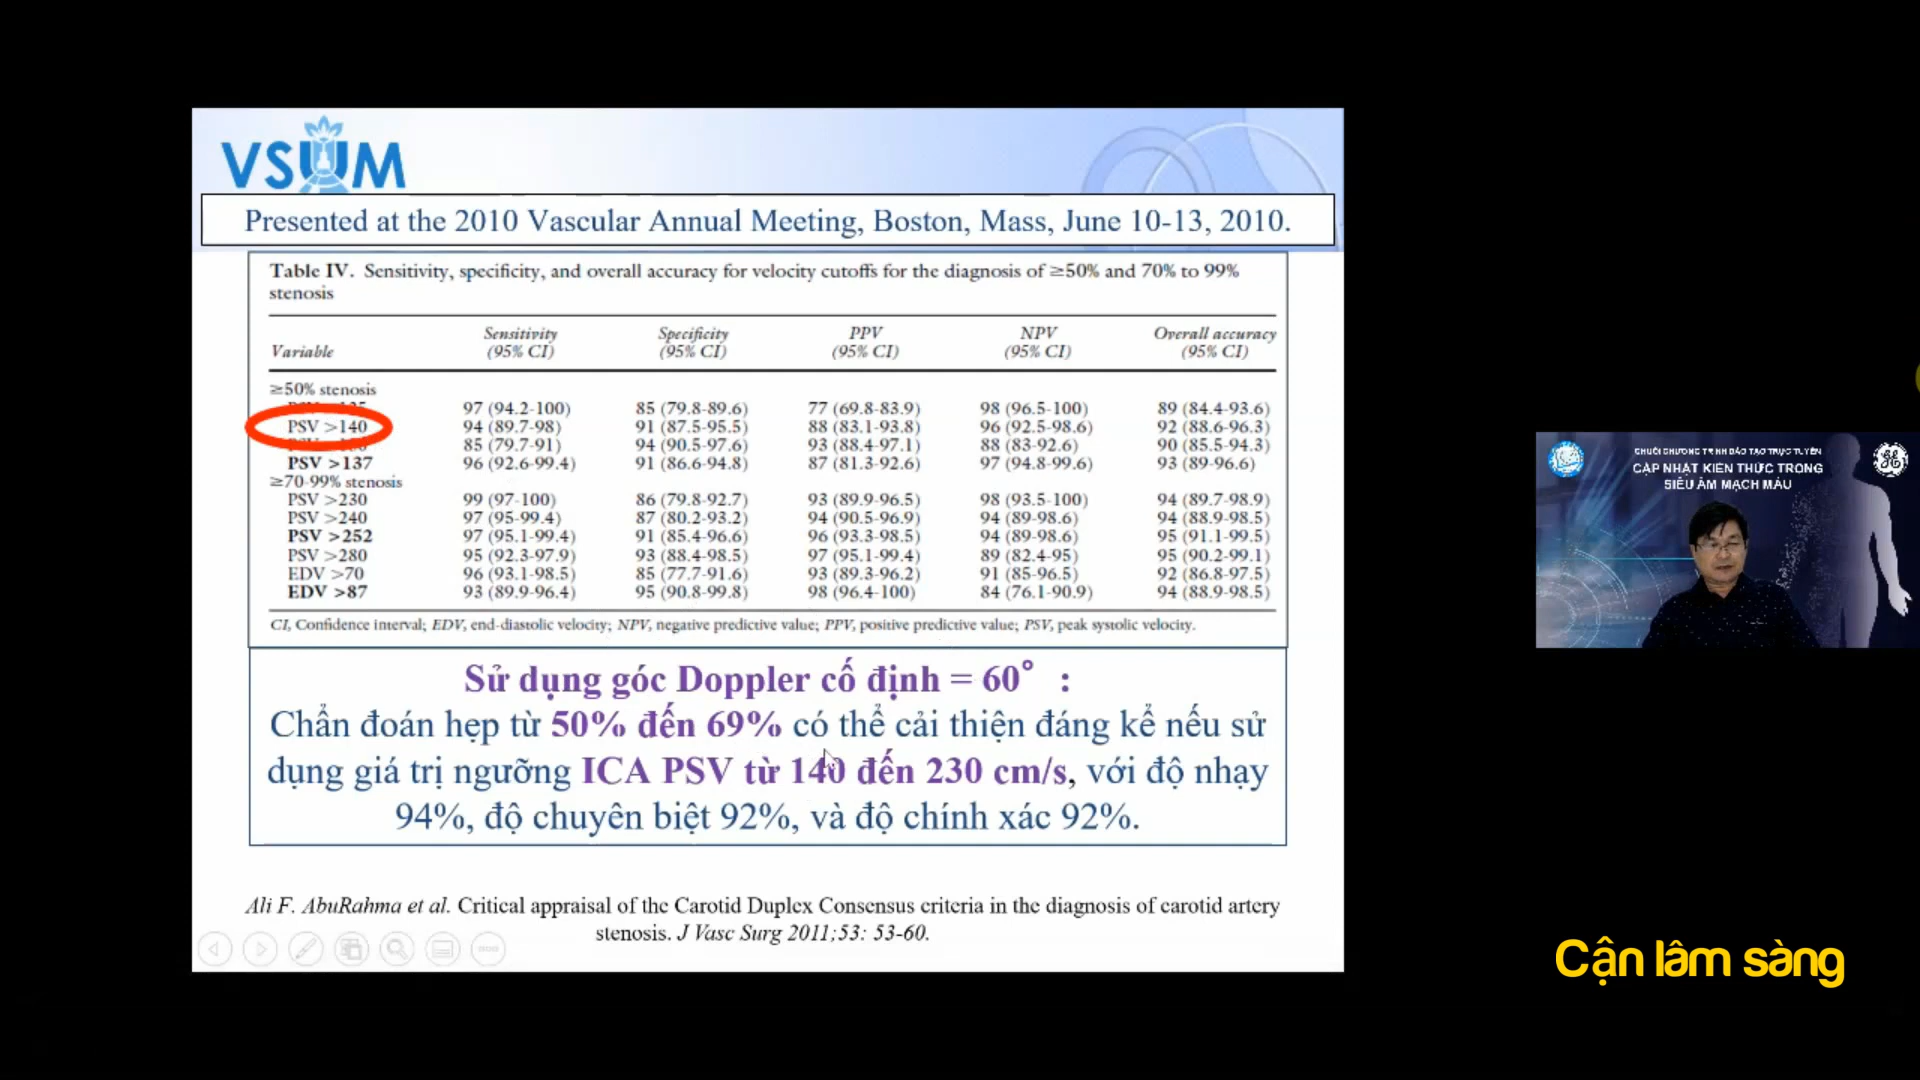 VSUM
Presented at the 2010 Vascular Annual Meeting, Boston, Mass, June 10-13, 2010.
Table IV. Sensitivity, specificity, and overall accuracy for velocity cutoffs for the diagnosis of ≥50% and 70% to 99%
stenosis
Variable Sensitivity (95% CI) Specificity (95% CI) PPV (95% CI) NPV (95% CI) Overall accuracy (95% CI)
≥50% stenosis
97 (94.2-100) 85 (79.8-89.6) 77 (69.8-83.9) 98 (96.5-100) 89 (84.4-93.6)
PSV >140 94 (89.7-98) 91 (87.5-95.5) 88 (83.1-93.8) 96 (92.5-98.6) 92 (88.6-96.3)
85 (79.7-91) 94 (90.5-97.6) 93 (88.4-97.1) 88 (83-92.6) 90 (85.5-94.3)
PSV >137 96 (92.6-99.4) 91 (86.6-94.8) 87 (81.3-92.6) 97 (94.8-99.6) 93 (89-96.6)
≥70-99% stenosis
PSV >230 99 (97-100) 86 (79.8-92.7) 93 (89.9-96.5) 98 (93.5-100) 94 (89.7-98.9)
PSV >240 97 (95-99.4) 87 (80.2-93.2) 94 (90.5-96.9) 94 (89-98.6) 94 (88.9-98.5)
PSV >252 97 (95.1-99.4) 91 (85.4-96.6) 96 (93.3-98.5) 94 (89-98.6) 95 (91.1-99.5)
PSV >280 95 (92.3-97.9) 93 (88.4-98.5) 97 (95.1-99.4) 89 (82.4-95) 95 (90.2-99.1)
EDV >70 96 (93.1-98.5) 85 (77.7-91.6) 93 (89.3-96.2) 91 (85-96.5) 92 (86.8-97.5)
EDV >87 93 (89.9-96.4) 95 (90.8-99.8) 98 (96.4-100) 84 (76.1-90.9) 94 (88.9-98.5)
CI, Confidence interval; EDV, end-diastolic velocity; NPV, negative predictive value; PPV, positive predictive value; PSV, peak systolic velocity.
Sử dụng góc Doppler cố định = 60° :
Chẩn đoán hẹp từ 50% đến 69% có thể cải thiện đáng kể nếu sử
dụng giá trị ngưỡng ICA PSV từ 140 đến 230 cm/s, với độ nhạy
94%, độ chuyên biệt 92%, và độ chính xác 92%.
Ali F. AbuRahma et al. Critical appraisal of the Carotid Duplex Consensus criteria in the diagnosis of carotid artery
stenosis. J Vasc Surg 2011;53: 53-60.
CHUỖI CHƯƠNG TRÌNH ĐÀO TẠO TRỰC TUYẾN
CẬP NHẬT KIẾN THỨC TRONG
SIÊU ÂM MẠCH MÁU
Cận lâm sàng